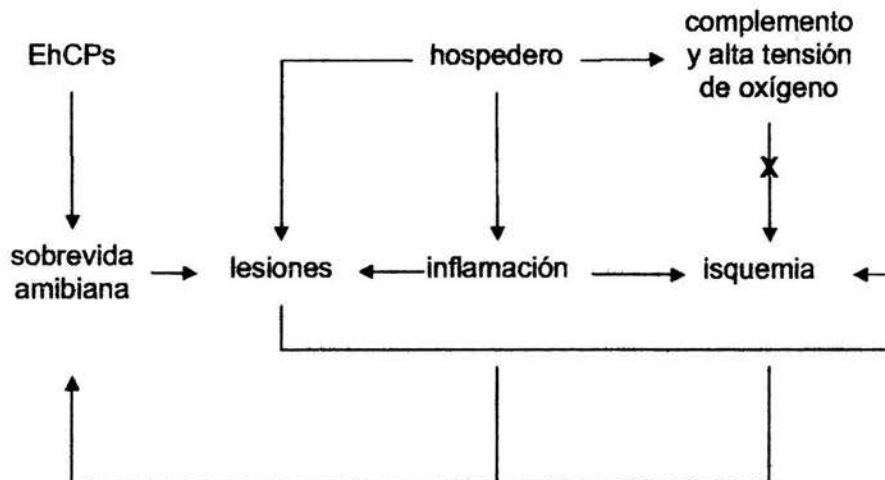 EhCPs
hospedero
complemento
y alta tensión
de oxígeno
X
sobrevida
amibiana
lesiones
inflamación
isquemia